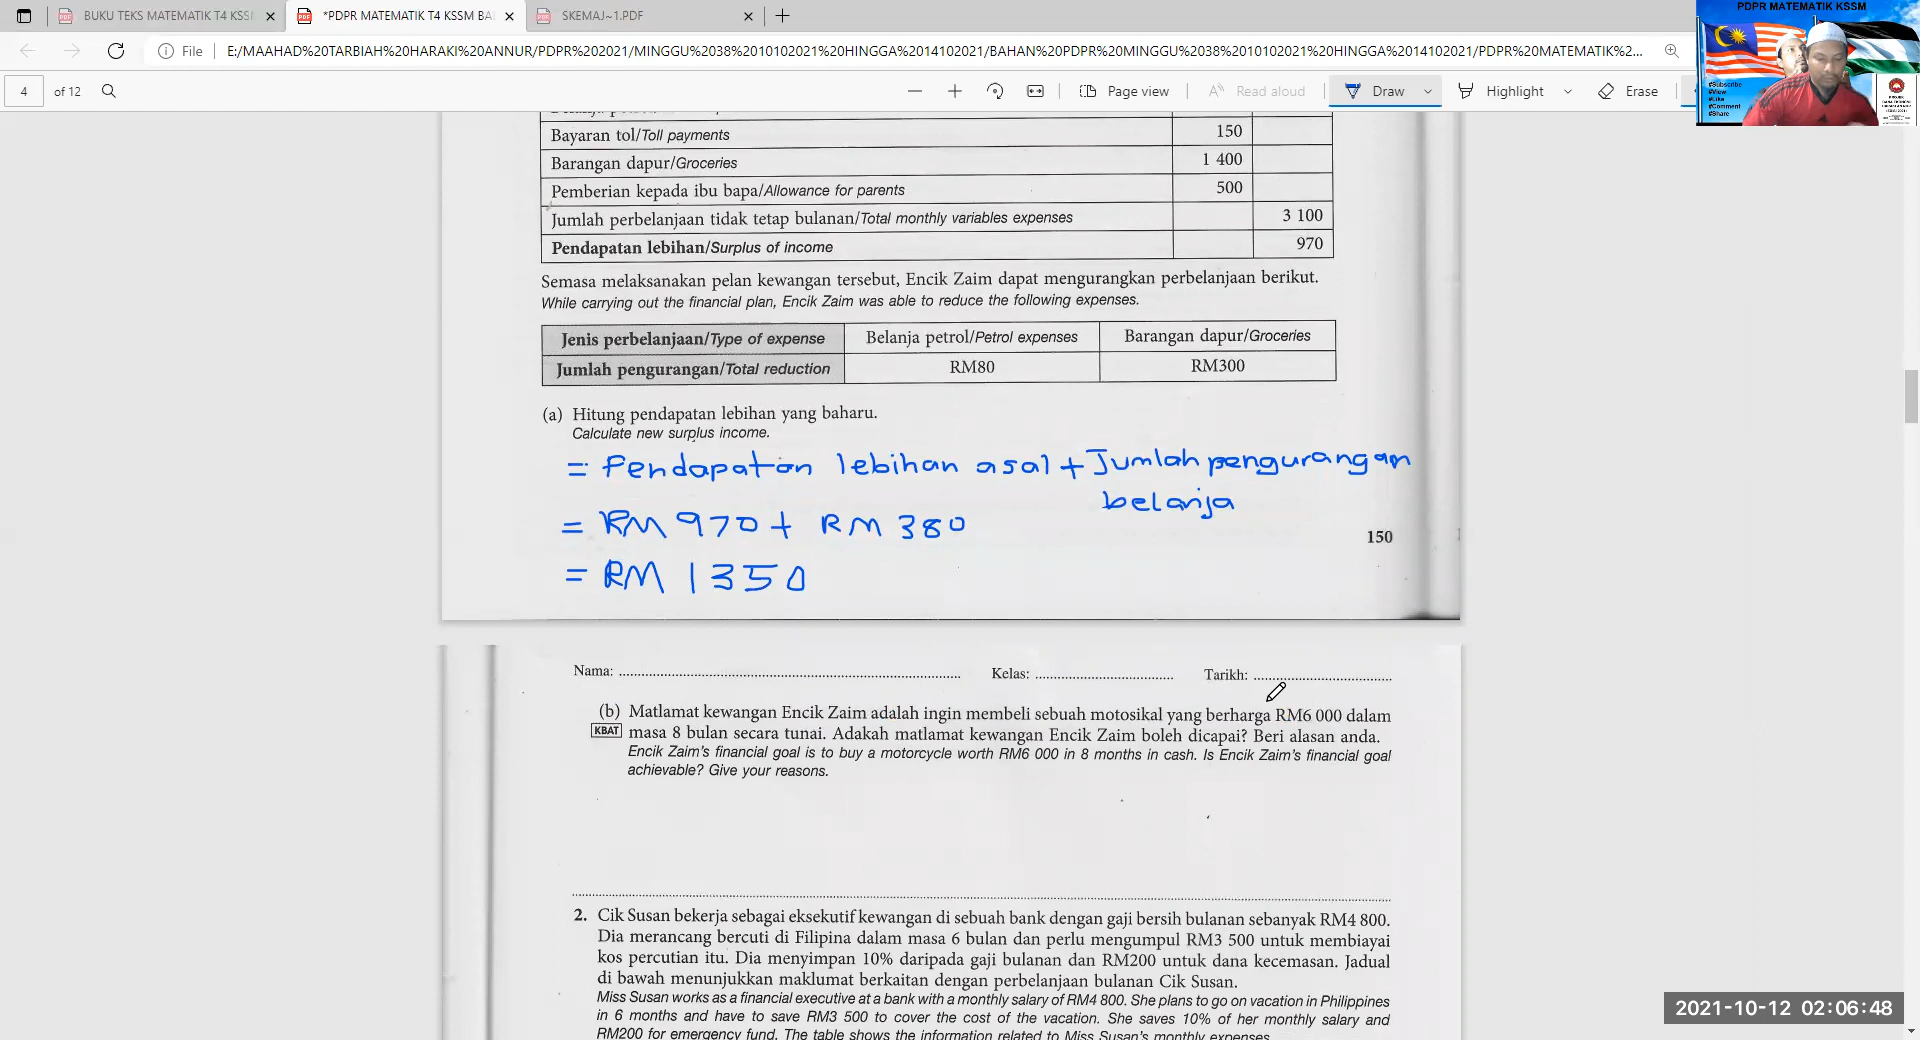 BUKU TEKS MATEMATIK T4 KSS
*PDPR MATEMATIK T4 KSSM BA
SKEMAJ~1.PDF
PDPR MATEMATIK KSSM
File
E:/MAAHAD%20TARBIAH%20HARAKI%20ANNUR/PDPR%202021/MINGGU%2038%2010102021%20HINGGA%2014102021/BAHAN%20PDPR%20MINGGU%2038%2010102021%20HINGGA%2014102021/PDPR%20MATEMATIK%2...
#Subscribe
#View
#Like
#Comment
#Share
4 of 12
Page view
Read aloud
Draw
Highlight
Erase
Bayaran tol/Toll payments 150
Barangan dapur/Groceries 1 400
Pemberian kepada ibu bapa/Allowance for parents 500
Jumlah perbelanjaan tidak tetap bulanan/Total monthly variables expenses 3 100
Pendapatan lebihan/Surplus of income 970
Semasa melaksanakan pelan kewangan tersebut, Encik Zaim dapat mengurangkan perbelanjaan berikut.
While carrying out the financial plan, Encik Zaim was able to reduce the following expenses.
Jenis perbelanjaan/Type of expense Belanja petrol/Petrol expenses Barangan dapur/Groceries
Jumlah pengurangan/Total reduction RM80 RM300
(a) Hitung pendapatan lebihan yang baharu.
Calculate new surplus income.
= Pendapatan lebihan asal + Jumlah pengurangan
belanja
= RM 970 + RM 380
150
= RM 1350
Nama: Kelas: Tarikh:
(b) Matlamat kewangan Encik Zaim adalah ingin membeli sebuah motosikal yang berharga RM6 000 dalam
KBAT masa 8 bulan secara tunai. Adakah matlamat kewangan Encik Zaim boleh dicapai? Beri alasan anda.
Encik Zaim's financial goal is to buy a motorcycle worth RM6 000 in 8 months in cash. Is Encik Zaim's financial goal
achievable? Give your reasons.
2. Cik Susan bekerja sebagai eksekutif kewangan di sebuah bank dengan gaji bersih bulanan sebanyak RM4 800.
Dia merancang bercuti di Filipina dalam masa 6 bulan dan perlu mengumpul RM3 500 untuk membiayai
kos percutian itu. Dia menyimpan 10% daripada gaji bulanan dan RM200 untuk dana kecemasan. Jadual
di bawah menunjukkan maklumat berkaitan dengan perbelanjaan bulanan Cik Susan.
Miss Susan works as a financial executive at a bank with a monthly salary of RM4 800. She plans to go on vacation in Philippines
in 6 months and have to save RM3 500 to cover the cost of the vacation. She saves 10% of her monthly salary and
RM200 for emergency fund. The table shows the information related to Miss Susan's monthly expenses.
2021-10-12 02:06:48